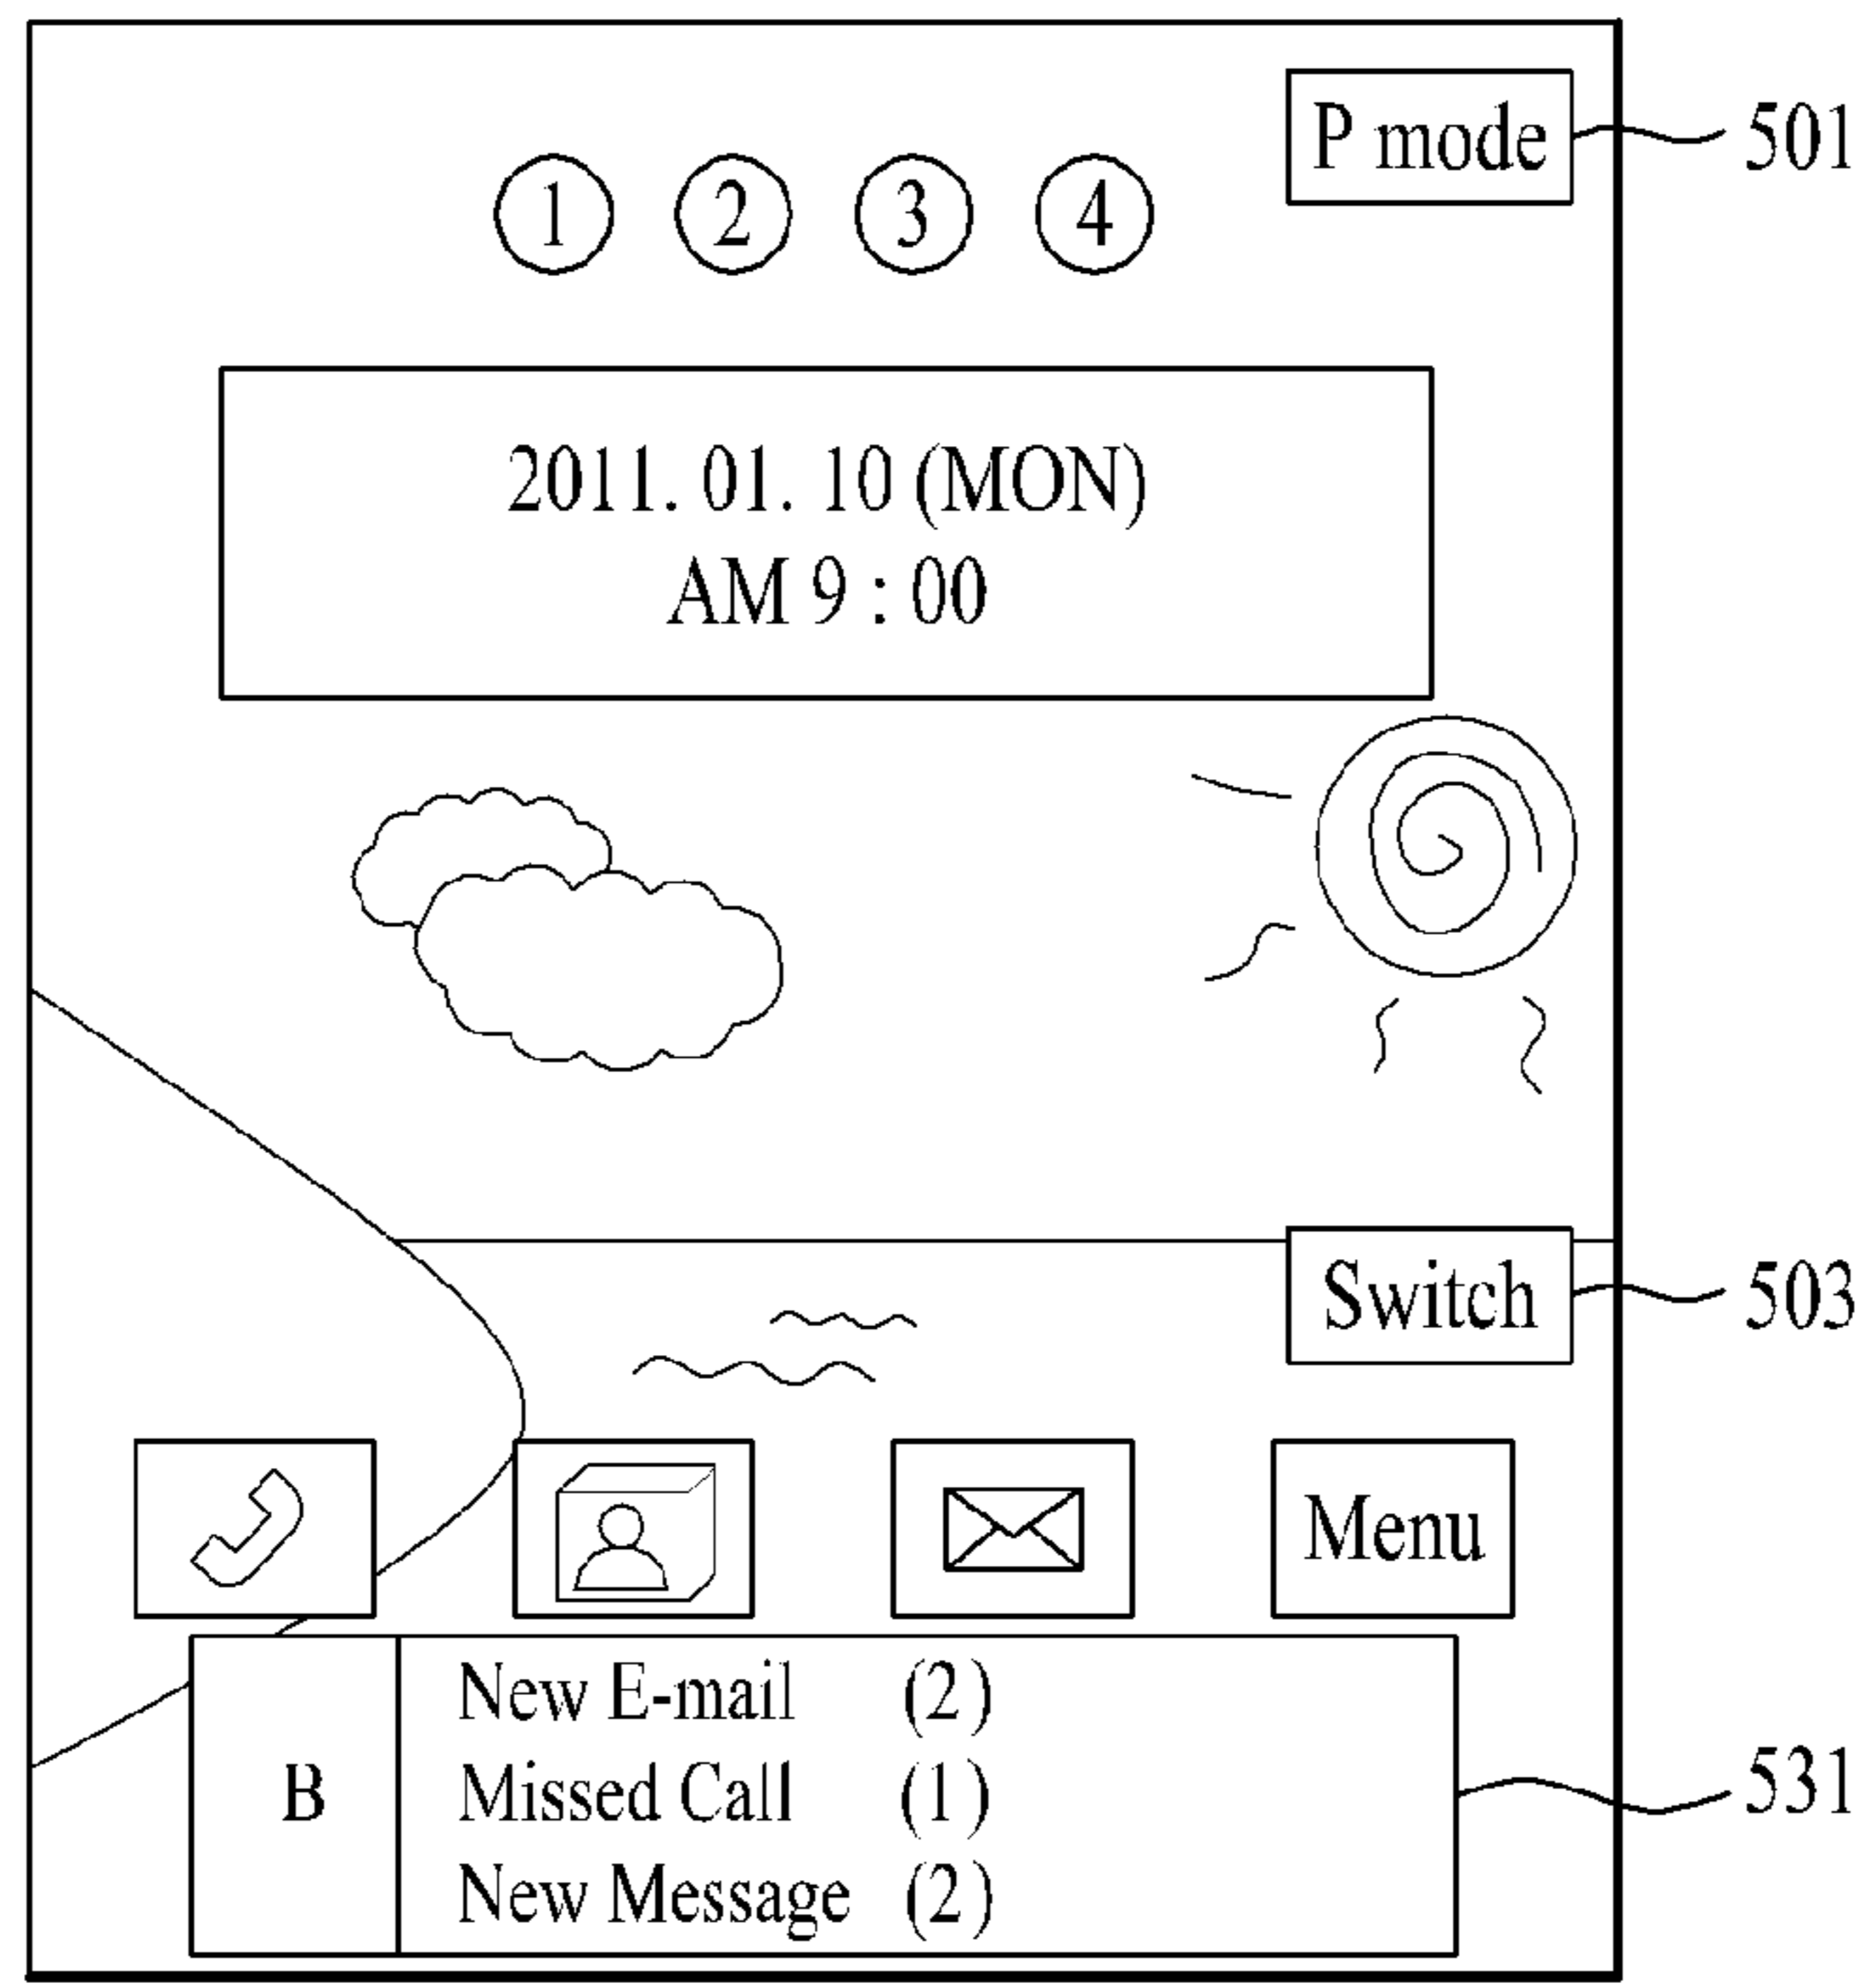 P mode
501
1 2 3 4
2011. 01. 10 (MON)
AM 9 : 00
Switch
503
Menu
New E-mail (2)
B
Missed Call (1)
531
New Message (2)